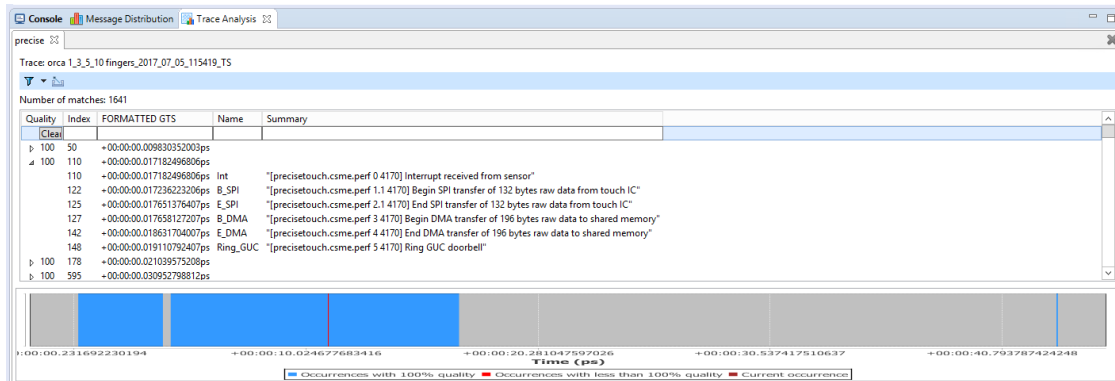 Console Message Distribution Trace Analysis
precise
Trace: orca 1_3_5_10 fingers_2017_07_05_115419_TS
Number of matches: 1641
Quality Index FORMATTED GTS Name Summary
Clear
100 50 +00:00:00.009830352003ps
100 110 +00:00:00.017182496806ps
110 +00:00:00.017182496806ps Int "[precisetouch.csme.perf 0 4170] Interrupt received from sensor"
122 +00:00:00.017236223206ps B_SPI "[precisetouch.csme.perf 1.1 4170] Begin SPI transfer of 132 bytes raw data from touch IC"
125 +00:00:00.017651376407ps E_SPI "[precisetouch.csme.perf 2.1 4170] End SPI transfer of 132 bytes raw data from touch IC"
127 +00:00:00.017658127207ps B_DMA "[precisetouch.csme.perf 3 4170] Begin DMA transfer of 196 bytes raw data to shared memory"
142 +00:00:00.018631704007ps E_DMA "[precisetouch.csme.perf 4 4170] End DMA transfer of 196 bytes raw data to shared memory"
148 +00:00:00.019110792407ps Ring_GUC "[precisetouch.csme.perf 5 4170] Ring GUC doorbell"
100 178 +00:00:00.021039575208ps
100 595 +00:00:00.030952798812ps
):00:00:00.231692230194 +00:00:10.024677683416 +00:00:20.281047597026 +00:00:30.537417510637 +00:00:40.793787424248
Time (ps)
Occurrences with 100% quality Occurrences with less than 100% quality Current occurrence